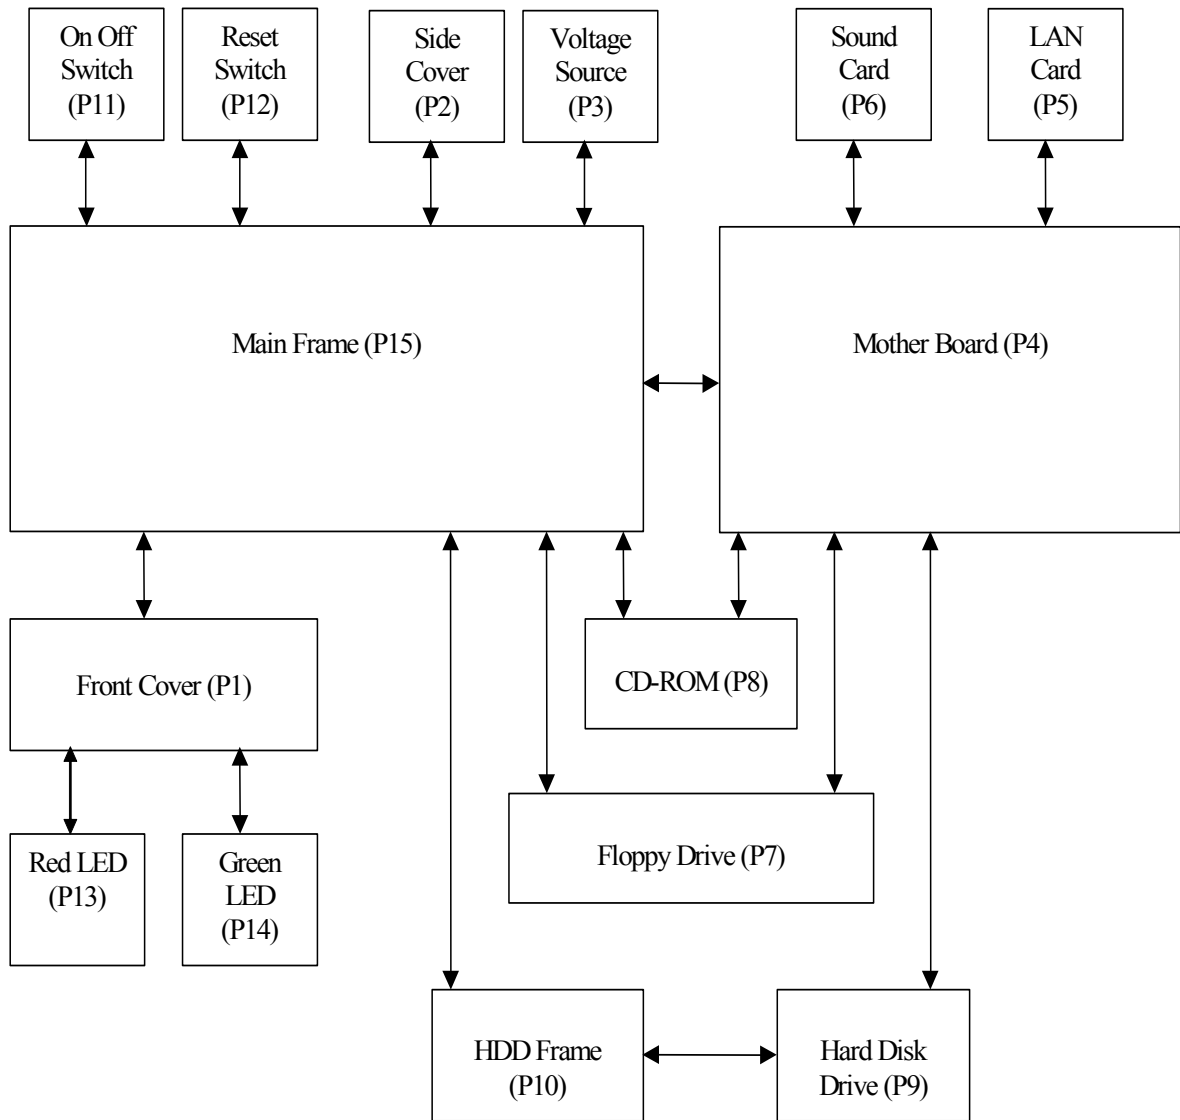 On Off
Switch
(P11)
Reset
Switch
(P12)
Side
Cover
(P2)
Voltage
Source
(P3)
Sound
Card
(P6)
LAN
Card
(P5)
Main Frame (P15)
Mother Board (P4)
Front Cover (P1)
CD-ROM (P8)
Red LED
(P13)
Green
LED
(P14)
Floppy Drive (P7)
HDD Frame
(P10)
Hard Disk
Drive (P9)